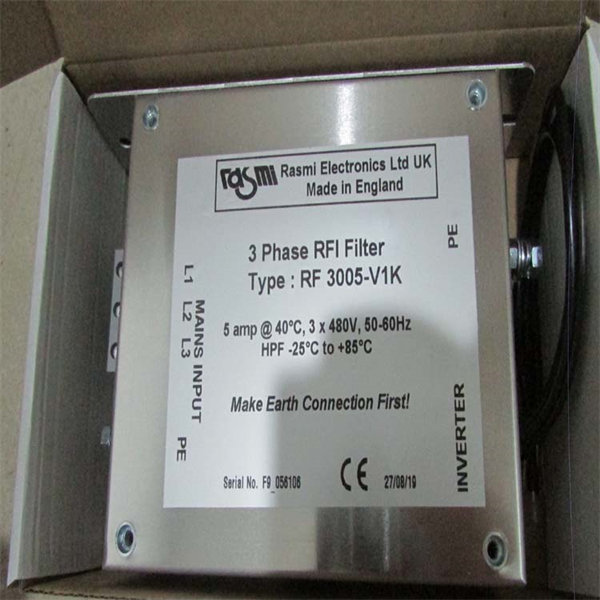 rasmi
Rasmi Electronics Ltd UK
Made in England
3 Phase RFI Filter
Type : RF 3005-V1K
5 amp @ 40°C, 3 x 480V, 50-60Hz
HPF -25°C to +85°C
Make Earth Connection First!
Serial No. F9_056106
CE
27/08/19
L1 L2 L3
MAINS INPUT
PE
PE
INVERTER